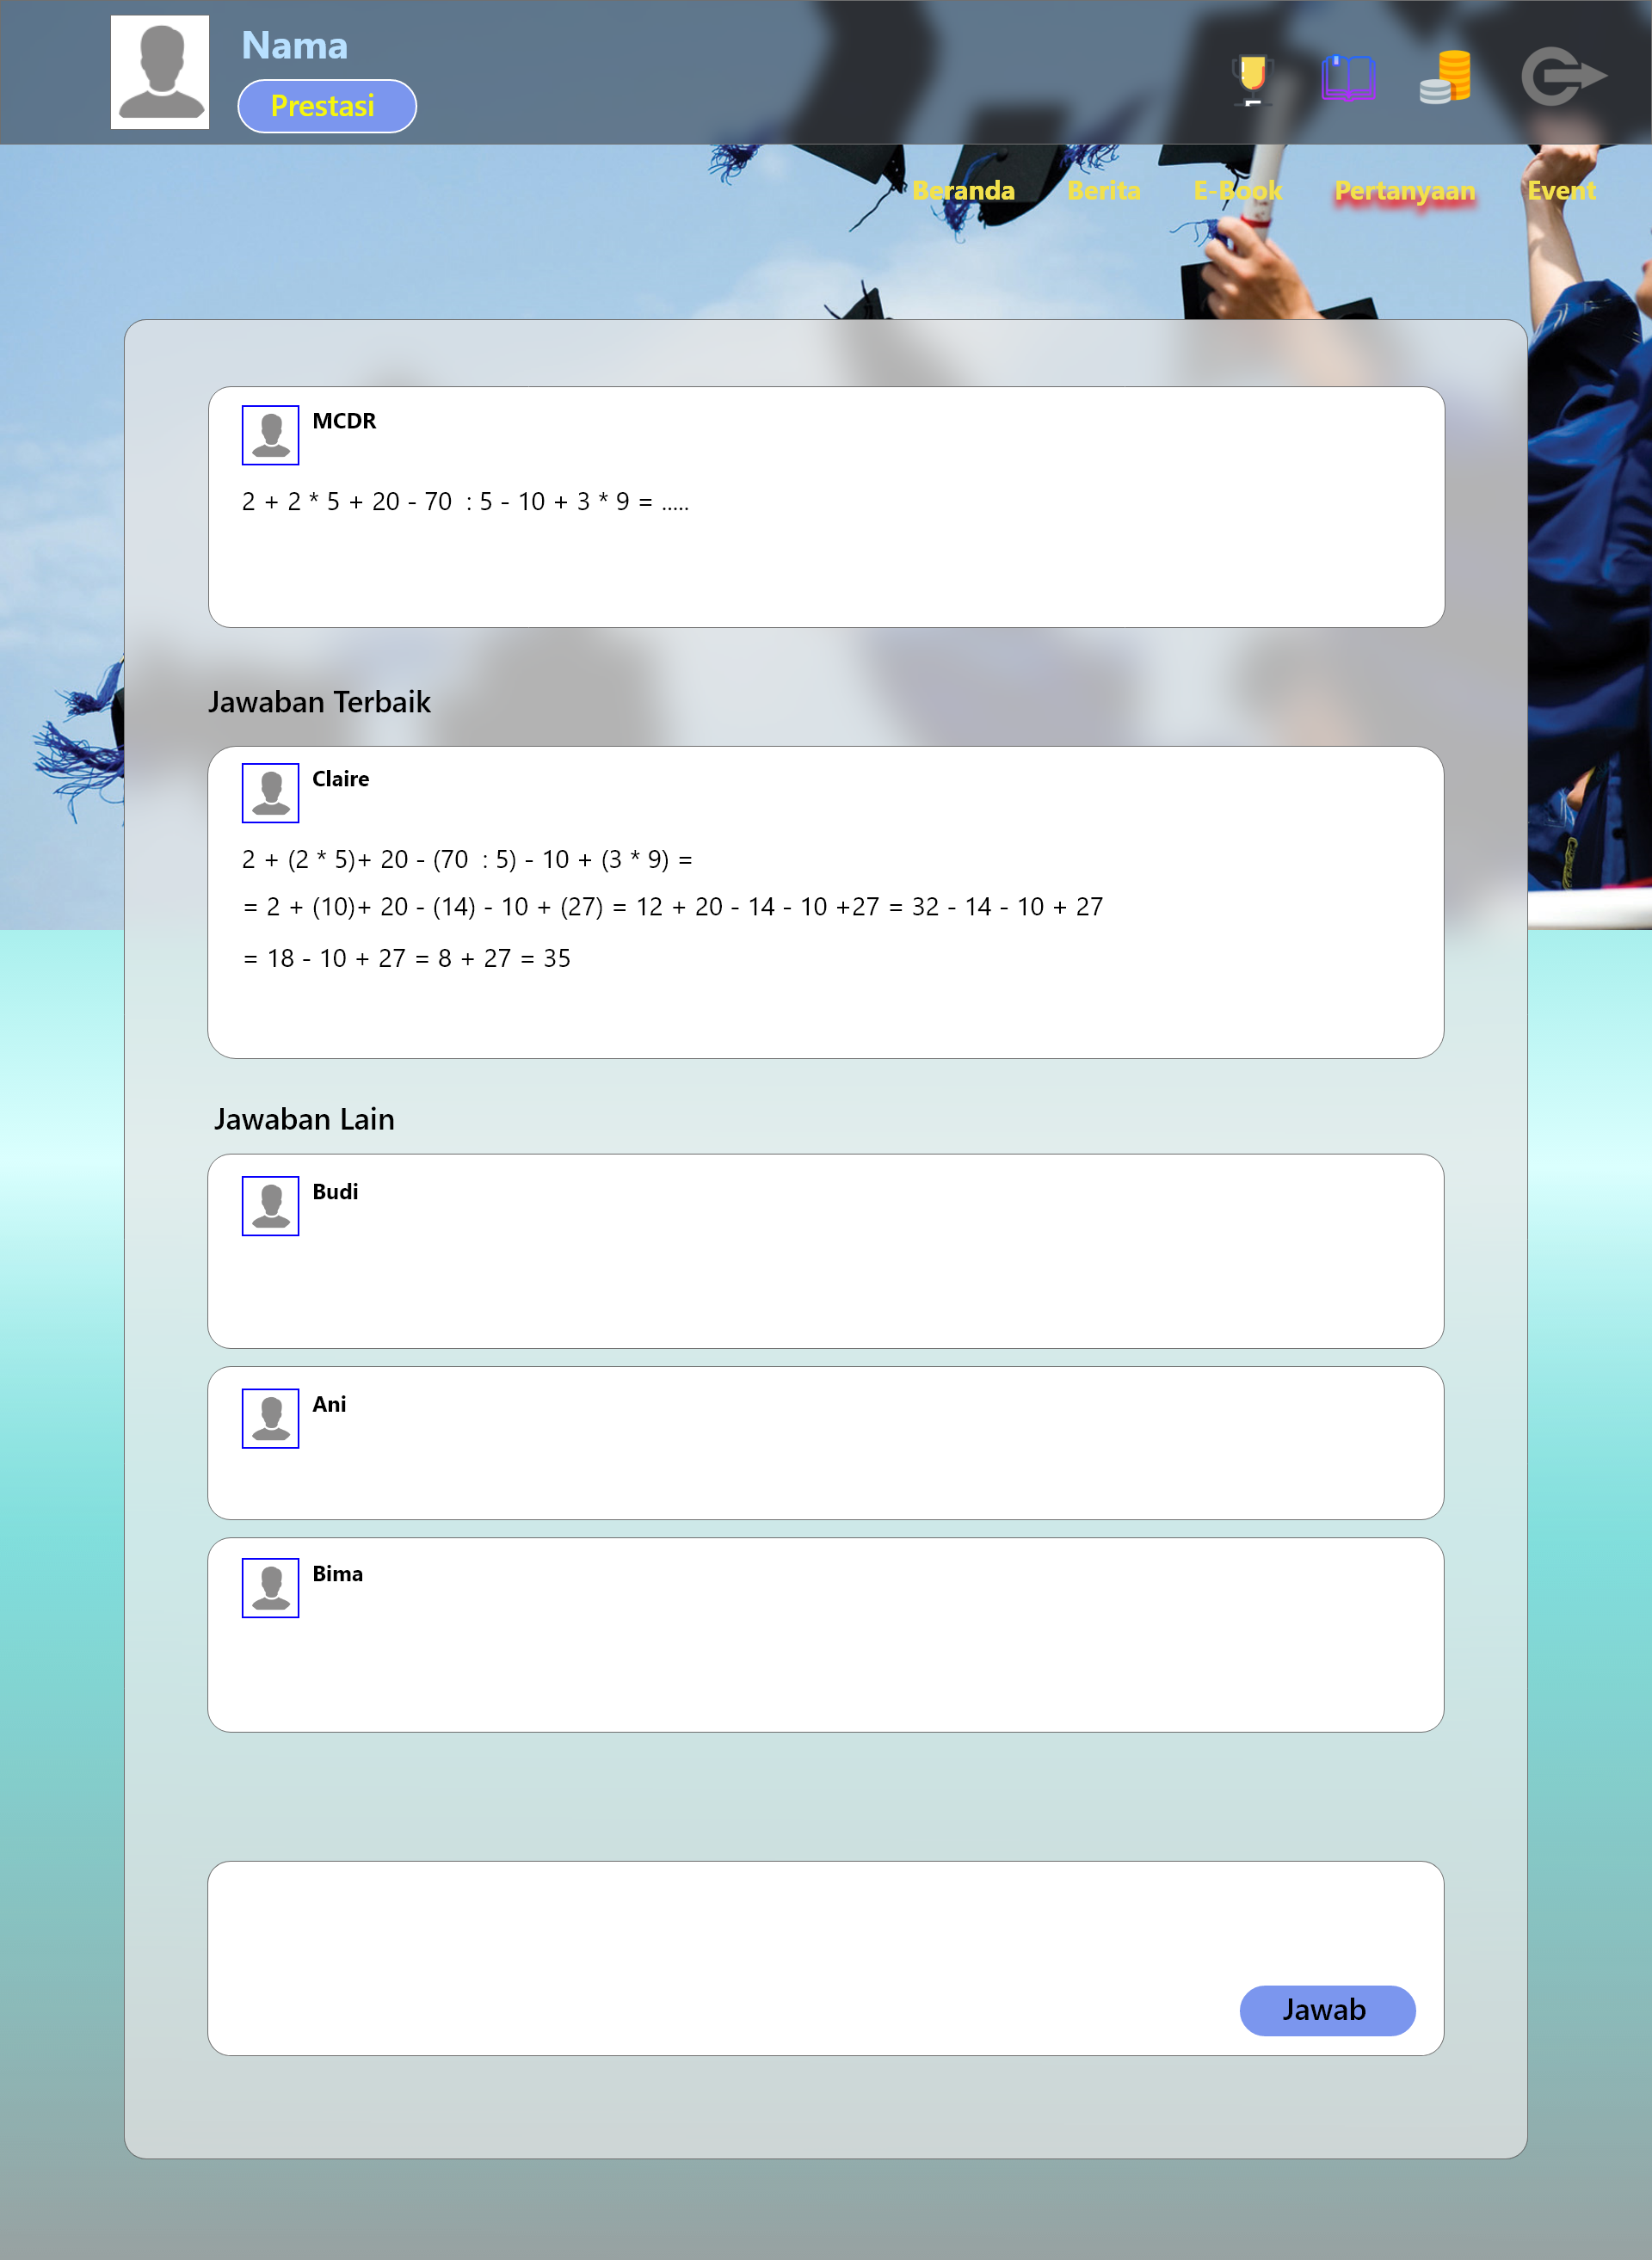 Nama
Prestasi
Beranda Berita E-Book Pertanyaan Event
MCDR
2 + 2 * 5 + 20 - 70 : 5 - 10 + 3 * 9 = .....
Jawaban Terbaik
Claire
2 + (2 * 5)+ 20 - (70 : 5) - 10 + (3 * 9) =
= 2 + (10)+ 20 - (14) - 10 + (27) = 12 + 20 - 14 - 10 +27 = 32 - 14 - 10 + 27
= 18 - 10 + 27 = 8 + 27 = 35
Jawaban Lain
Budi
Ani
Bima
Jawab